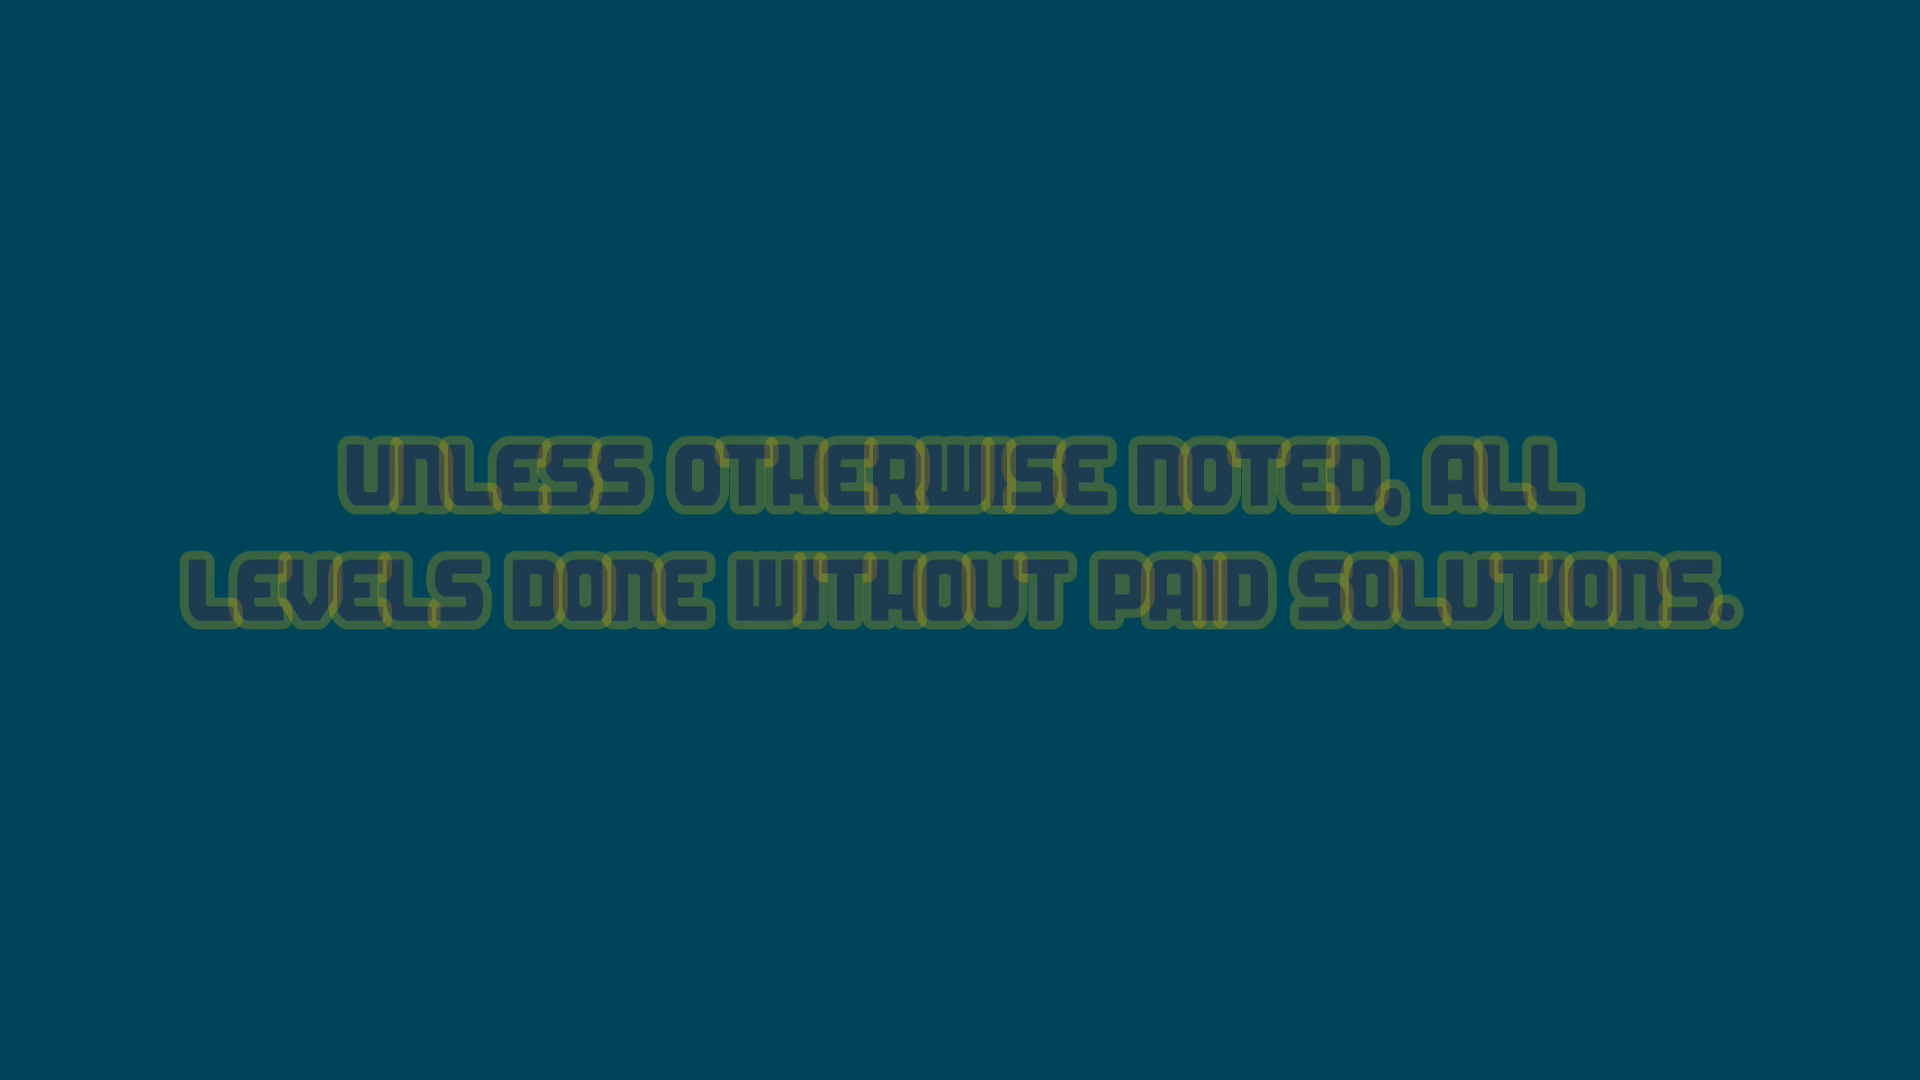 UNLESS OTHERWISE NOTED, ALL
LEVELS DONE WITHOUT PAID SOLUTIONS.